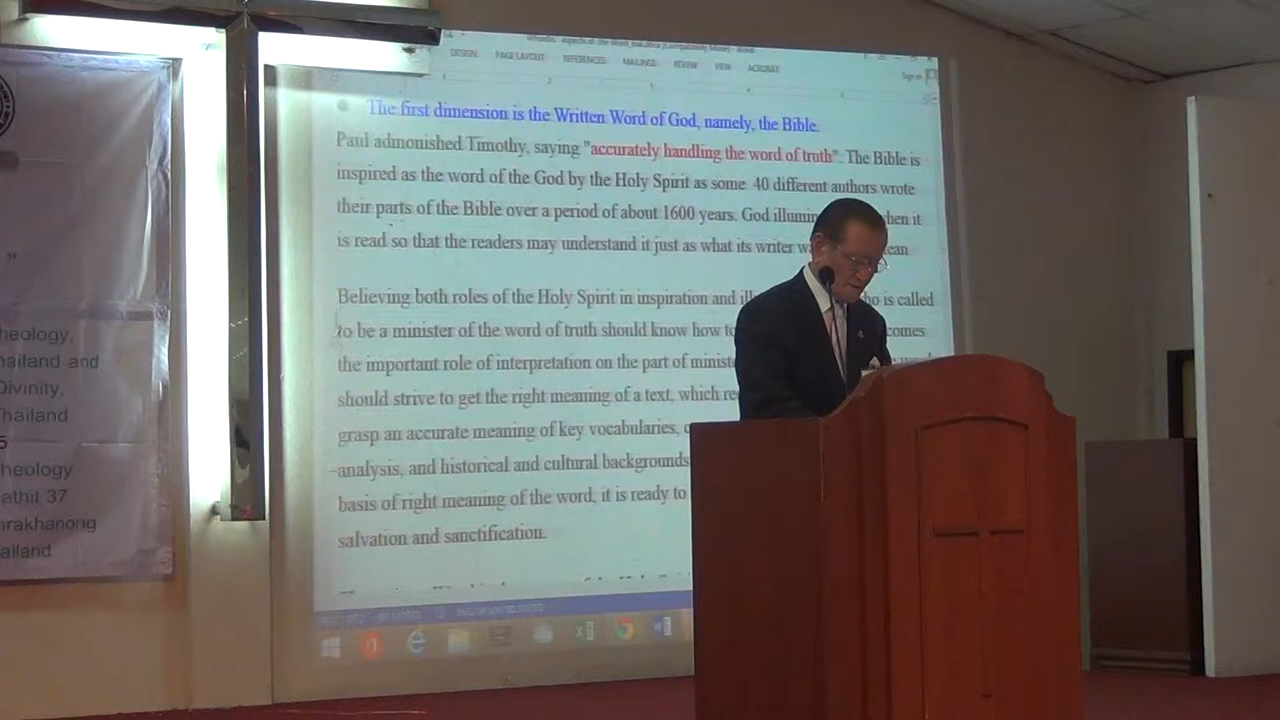 "
heology,
hailand and
Divinity,
hailand
5
heology
athit 37
hrakhanong
ailand
DESIGN PAGE LAYOUT REFERENCES MAILINGS REVIEW VIEW ACROBAT
Sign in
The first dimension is the Written Word of God, namely, the Bible.
Paul admonished Timothy, saying "accurately handling the word of truth". The Bible is
inspired as the word of the God by the Holy Spirit as some 40 different authors wrote
their parts of the Bible over a period of about 1600 years. God illumin hen it
is read so that the readers may understand it just as what its writer w ean
Believing both roles of the Holy Spirit in inspiration and ill ho is called
to be a minister of the word of truth should know how to comes
the important role of interpretation on the part of minist
should strive to get the right meaning of a text, which re
grasp an accurate meaning of key vocabularies,
analysis, and historical and cultural backgrounds
basis of right meaning of the word, it is ready to
salvation and sanctification.